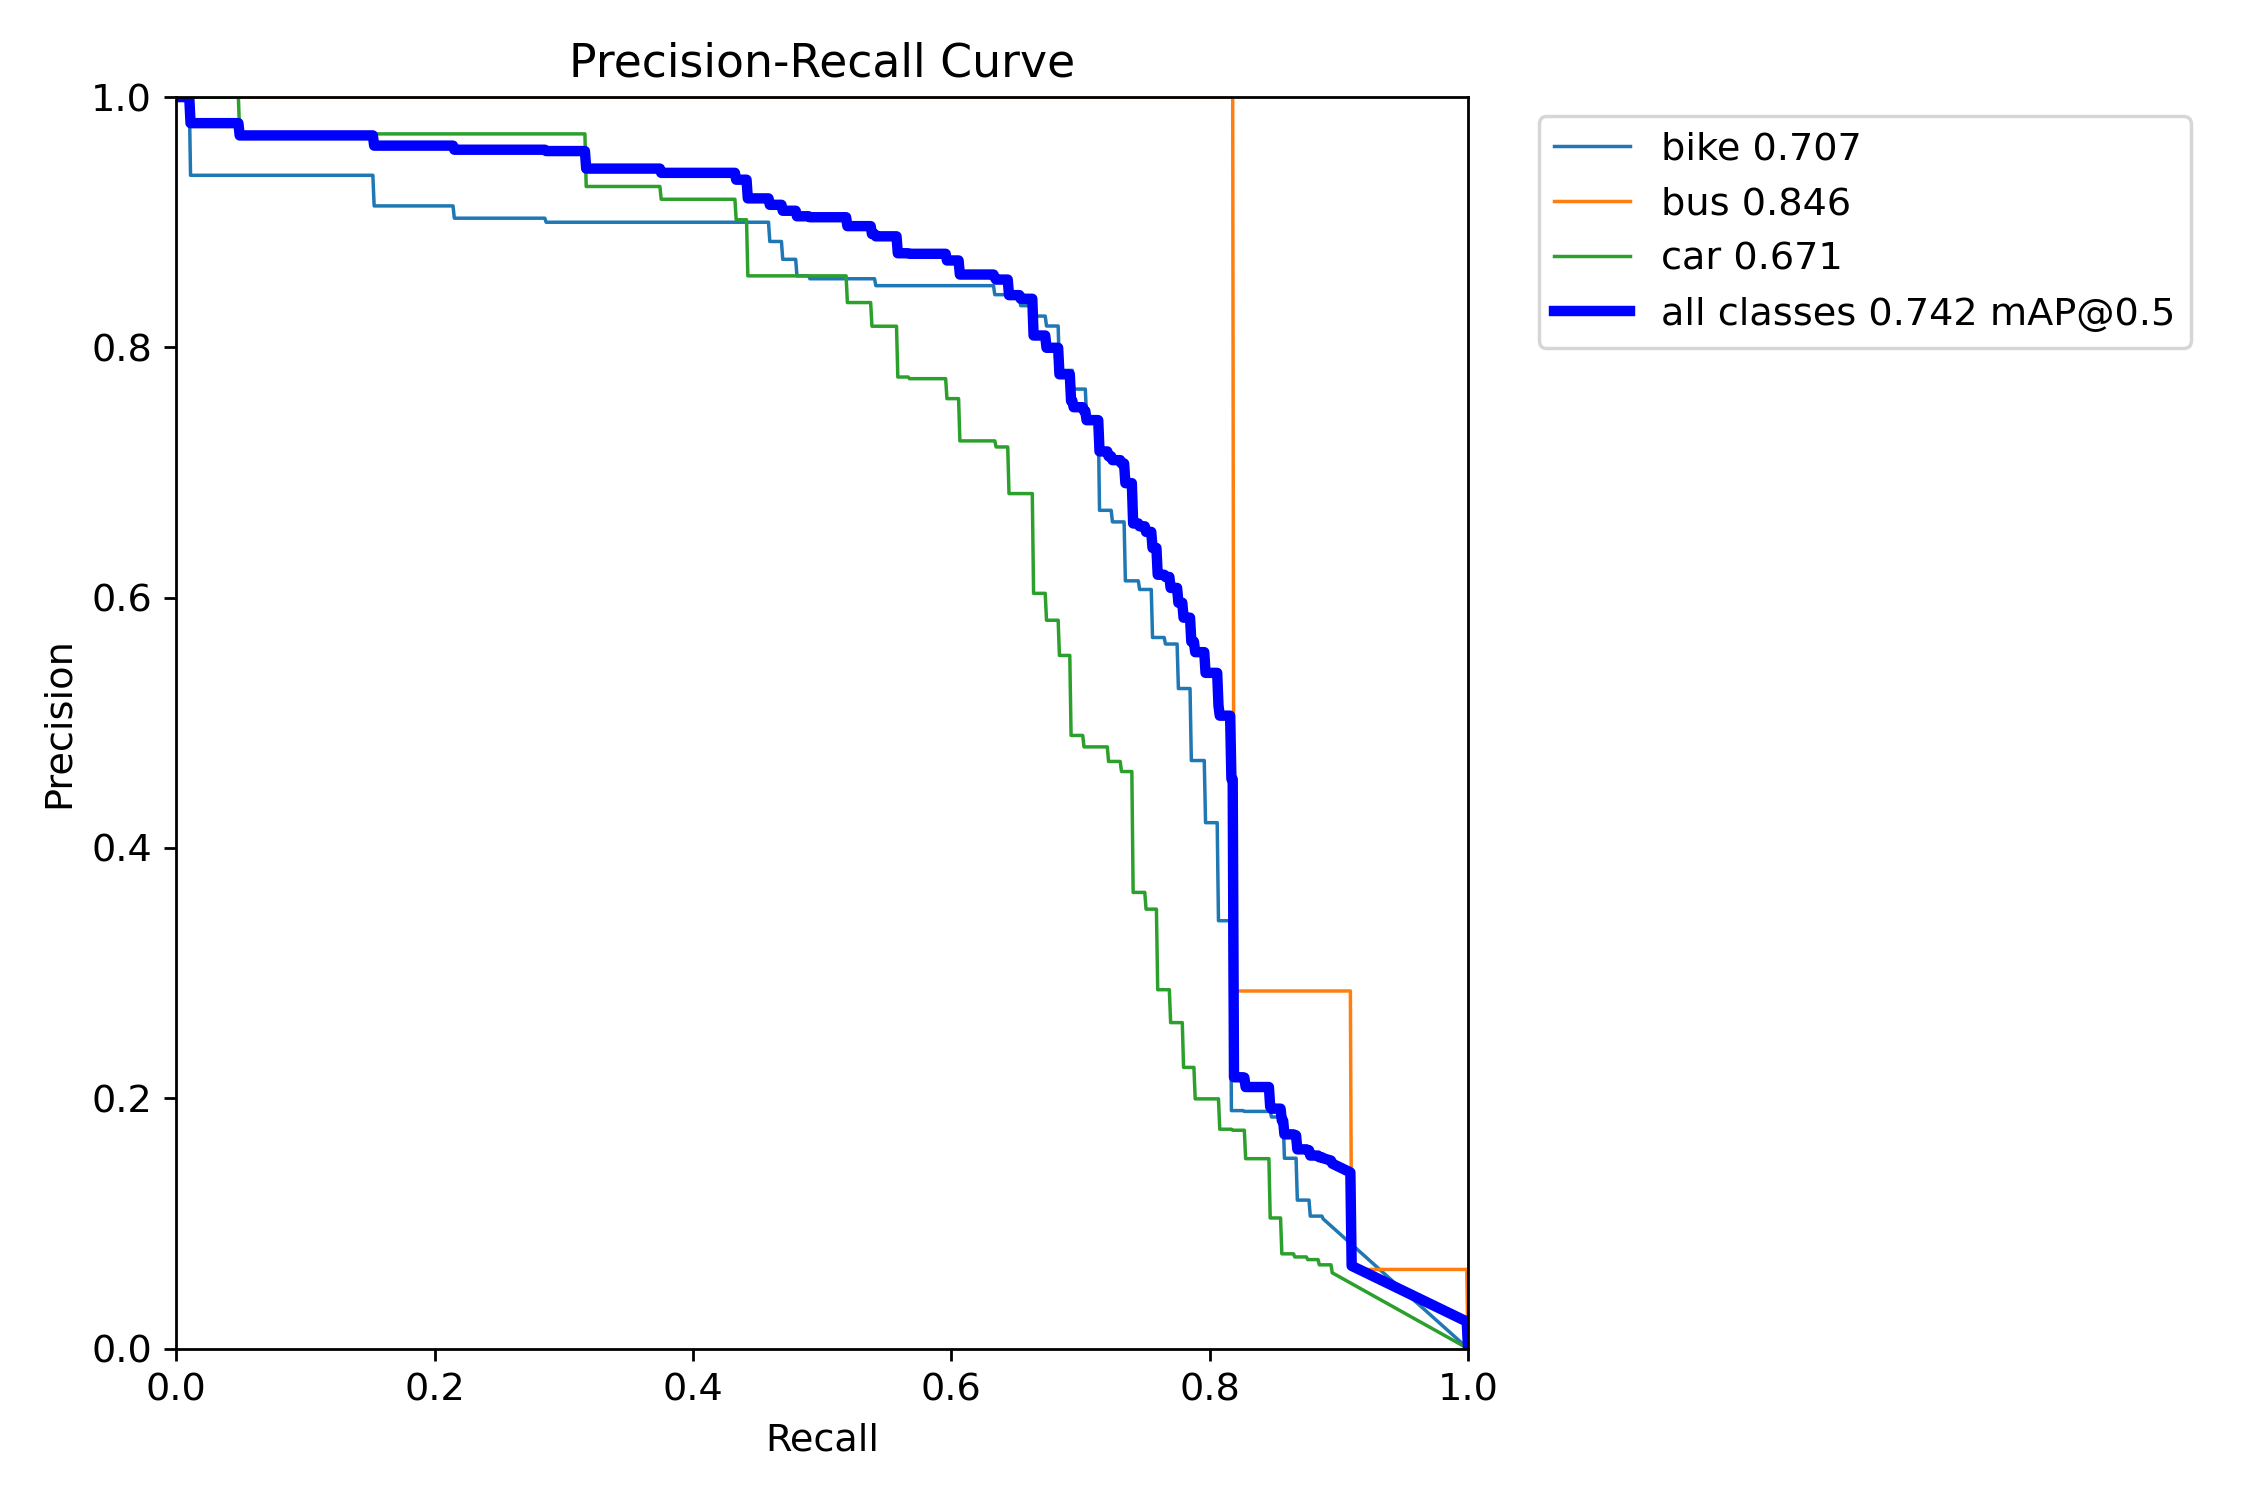 Precision-Recall Curve
1.0
0.8
0.6
0.4
0.2
0.0
Precision
0.0 0.2 0.4 0.6 0.8 1.0
Recall
bike 0.707
bus 0.846
car 0.671
all classes 0.742 mAP@0.5